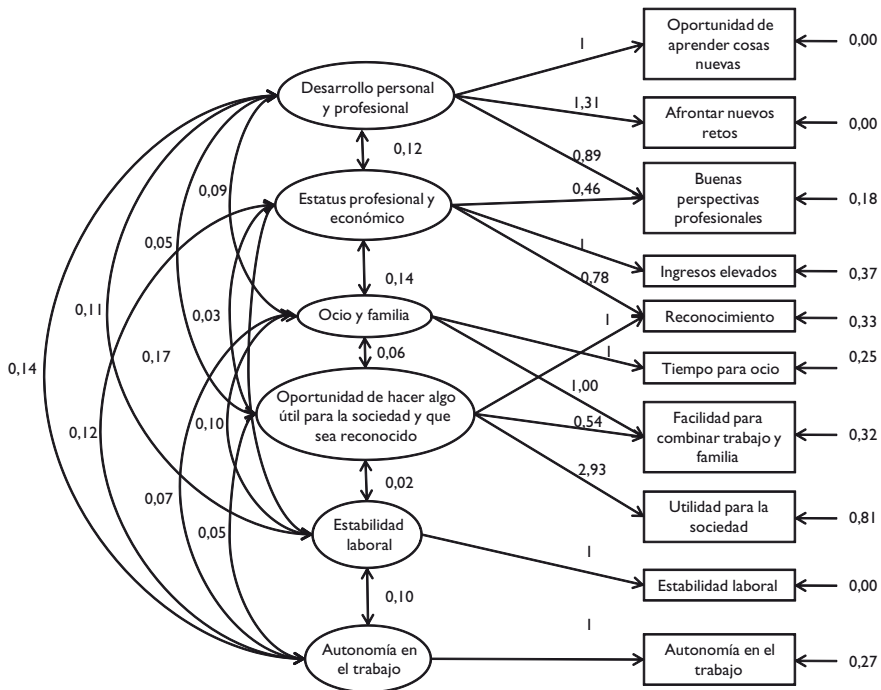 Oportunidad de
aprender cosas
nuevas
0,00
1
Desarrollo personal
y profesional
1,31
Afrontar nuevos
retos
0,00
0,12
0,89
0,09
Estatus profesional y
económico
0,46
Buenas
perspectivas
profesionales
0,18
0,05
1
Ingresos elevados
0,37
0,14
0,78
0,11
0,03
Ocio y familia
1
Reconocimiento
0,33
0,14
0,17
0,06
1
Tiempo para ocio
0,25
Oportunidad de hacer algo
útil para la sociedad y que
sea reconocido
1,00
0,54
Facilidad para
combinar trabajo y
familia
0,32
0,12
0,10
0,02
2,93
0,07
0,05
Estabilidad
laboral
Utilidad para la
sociedad
0,81
1
Estabilidad laboral
0,00
0,10
1
Autonomía en
el trabajo
Autonomía en el
trabajo
0,27